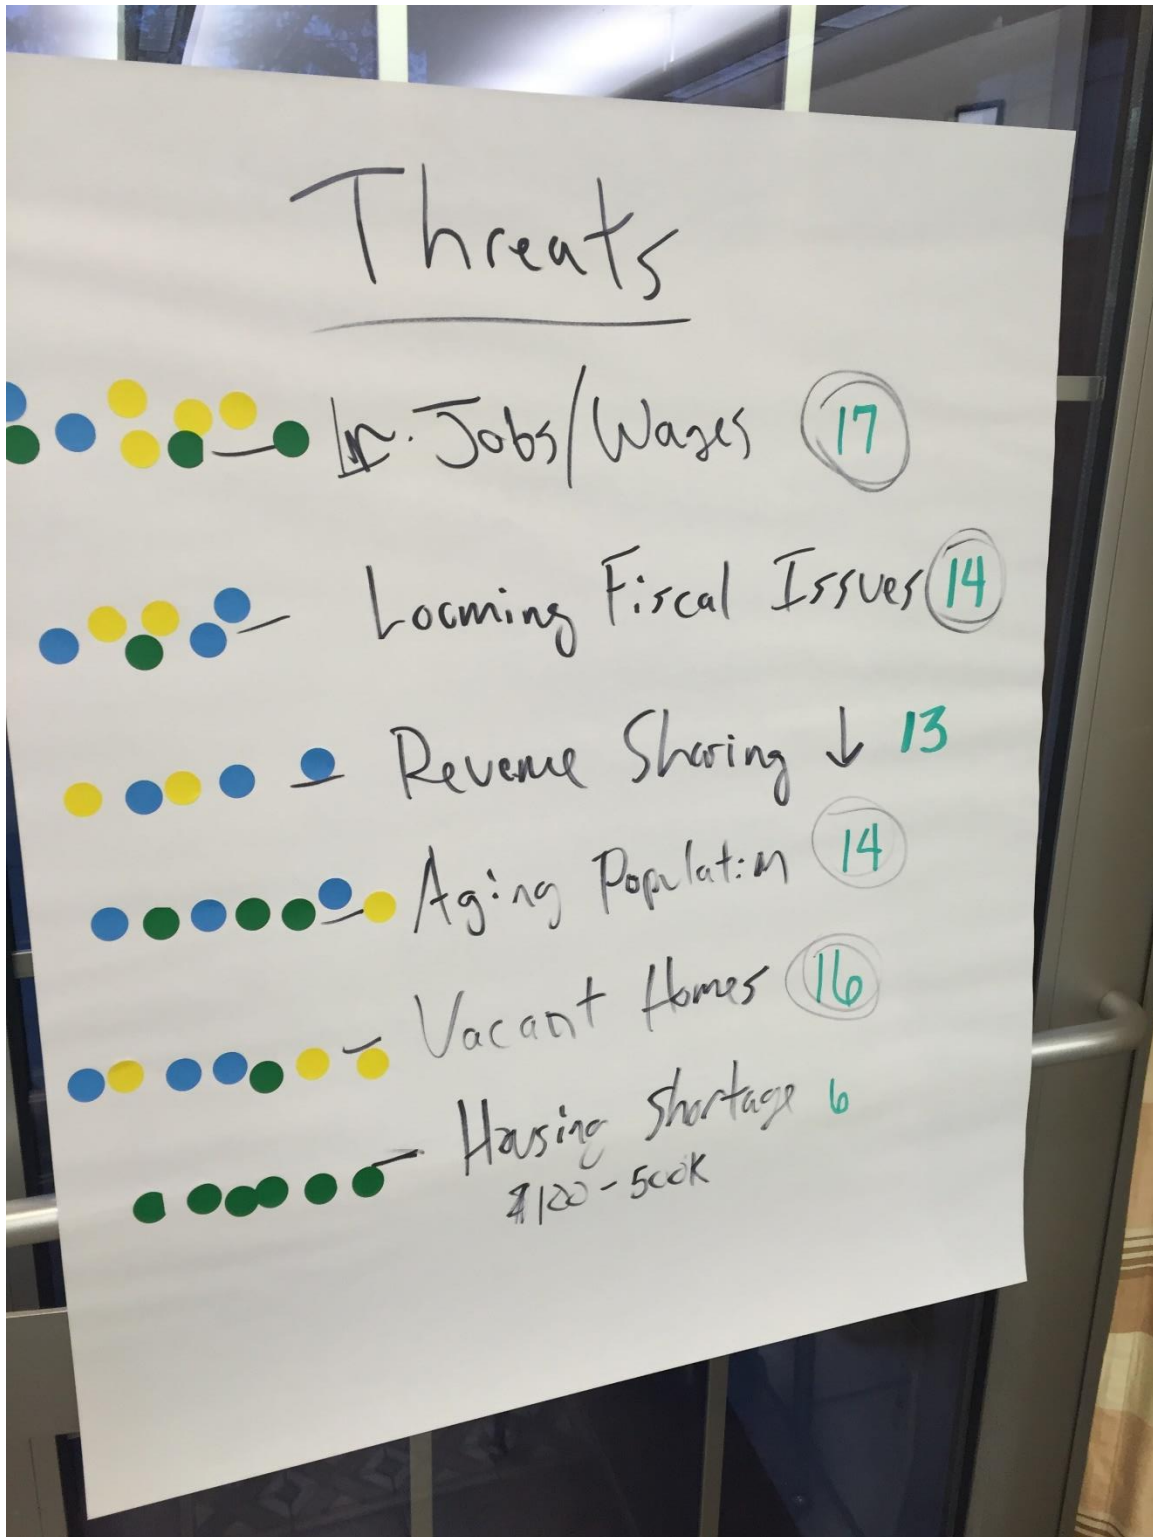 Threats
Jobs/Wages 17
Looming Fiscal Issues 14
Revenue Sharing ↓ 13
Aging Population 14
Vacant Homes 16
Housing Shortage 6
$120-500K